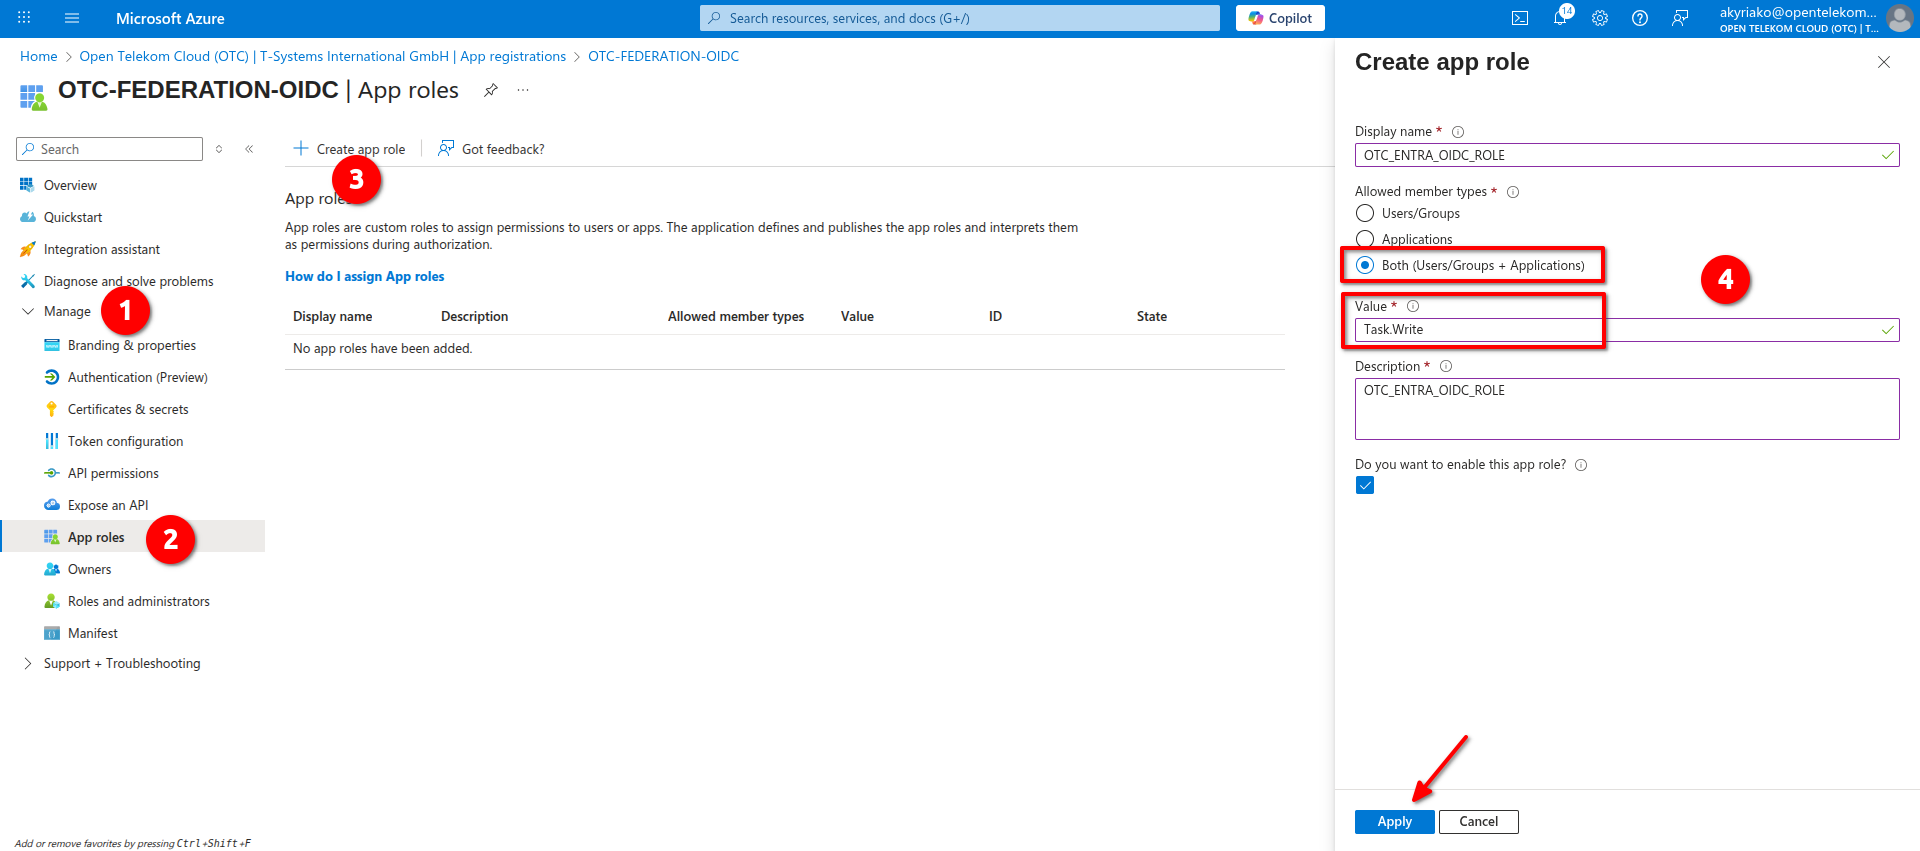 Microsoft Azure
Search resources, services, and docs (G+/)
Copilot
14
akyriako@opentelekom...
OPEN TELEKOM CLOUD (OTC) | T...
Home > Open Telekom Cloud (OTC) | T-Systems International GmbH | App registrations > OTC-FEDERATION-OIDC
OTC-FEDERATION-OIDC | App roles
...
Search
Overview
Quickstart
Integration assistant
Diagnose and solve problems
Manage
1
Branding & properties
Authentication (Preview)
Certificates & secrets
Token configuration
API permissions
Expose an API
App roles
2
Owners
Roles and administrators
Manifest
Support + Troubleshooting
Add or remove favorites by pressing Ctrl+Shift+F
Create app role
Got feedback?
3
App roles
App roles are custom roles to assign permissions to users or apps. The application defines and publishes the app roles and interprets them
as permissions during authorization.
How do I assign App roles
Display name Description Allowed member types Value ID State
No app roles have been added.
Create app role
Display name *
OTC_ENTRA_OIDC_ROLE
Allowed member types *
Users/Groups
Applications
Both (Users/Groups + Applications)
4
Value *
Task.Write
Description *
OTC_ENTRA_OIDC_ROLE
Do you want to enable this app role?
Apply
Cancel